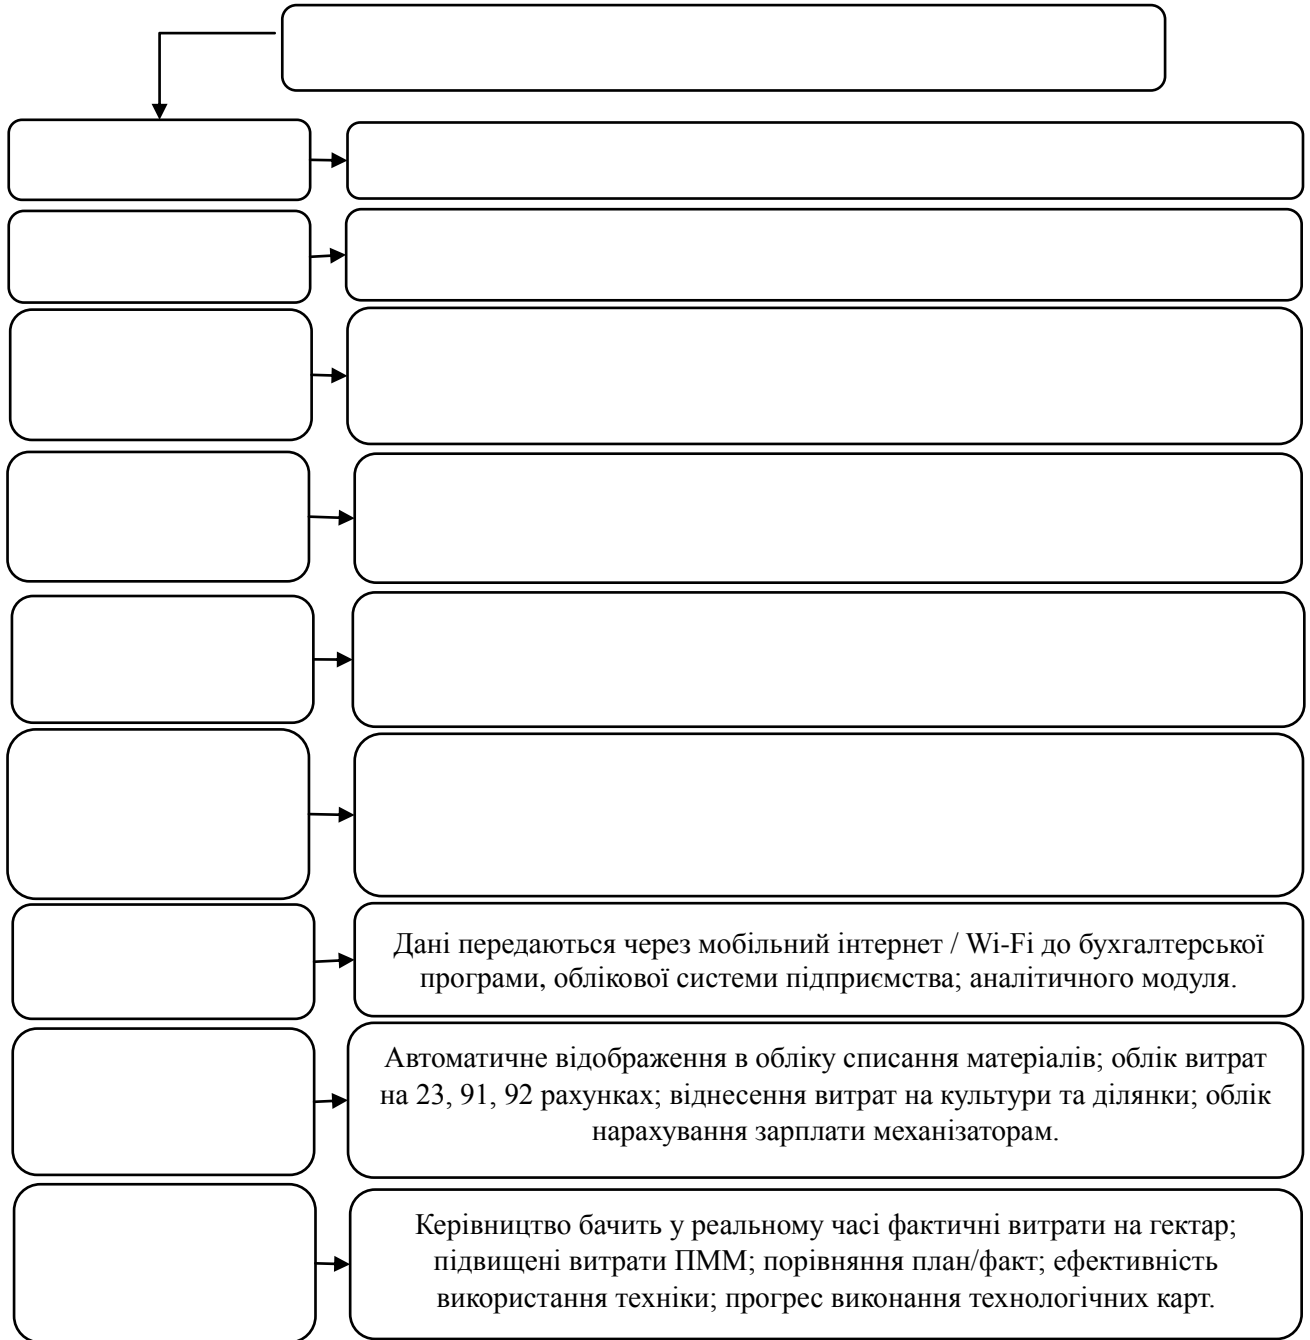 Дані передаються через мобільний інтернет / Wi-Fi до бухгалтерської
програми, облікової системи підприємства; аналітичного модуля.
Автоматичне відображення в обліку списання матеріалів; облік витрат
на 23, 91, 92 рахунках; віднесення витрат на культури та ділянки; облік
нарахування зарплати механізаторам.
Керівництво бачить у реальному часі фактичні витрати на гектар;
підвищені витрати ПММ; порівняння план/факт; ефективність
використання техніки; прогрес виконання технологічних карт.